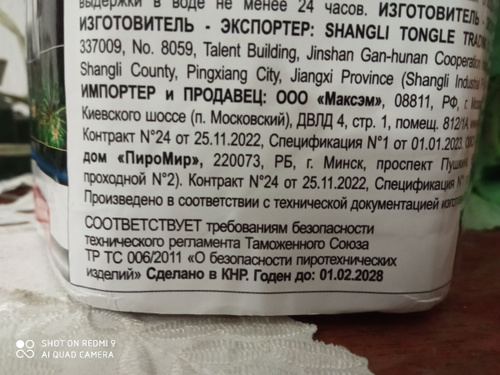 выдержки в воде не менее 24 часов. ИЗГОТОВИТЕЛЬ -
ИЗГОТОВИТЕЛЬ - ЭКСПОРТЕР: SHANGLI TONGLE
337009, No. 8059, Talent Building, Jinshan Gan-hunan Cooperation
Shangli County, Pingxiang City, Jiangxi Province (Shangli Industrial
ИМПОРТЕР и ПРОДАВЕЦ: ООО «Максэм», 08811, РФ, г.
Киевского шоссе (п. Московский), ДВЛД 4, стр. 1, помещ. 812/1А,
Контракт N°24 от 25.11.2022, Спецификация N°1 от 01.01.2023
дом «ПироМир», 220073, РБ, г. Минск, проспект
проходной N°2). Контракт N°24 от 25.11.2022, Спецификация
Произведено в соответствии с технической документацией
СООТВЕТСТВУЕТ требованиям безопасности
технического регламента Таможенного Союза
ТР ТС 006/2011 «О безопасности пиротехнических
изделий» Сделано в КНР. Годен до: 01.02.2028
SHOT ON REDMI 9
AI QUAD CAMERA